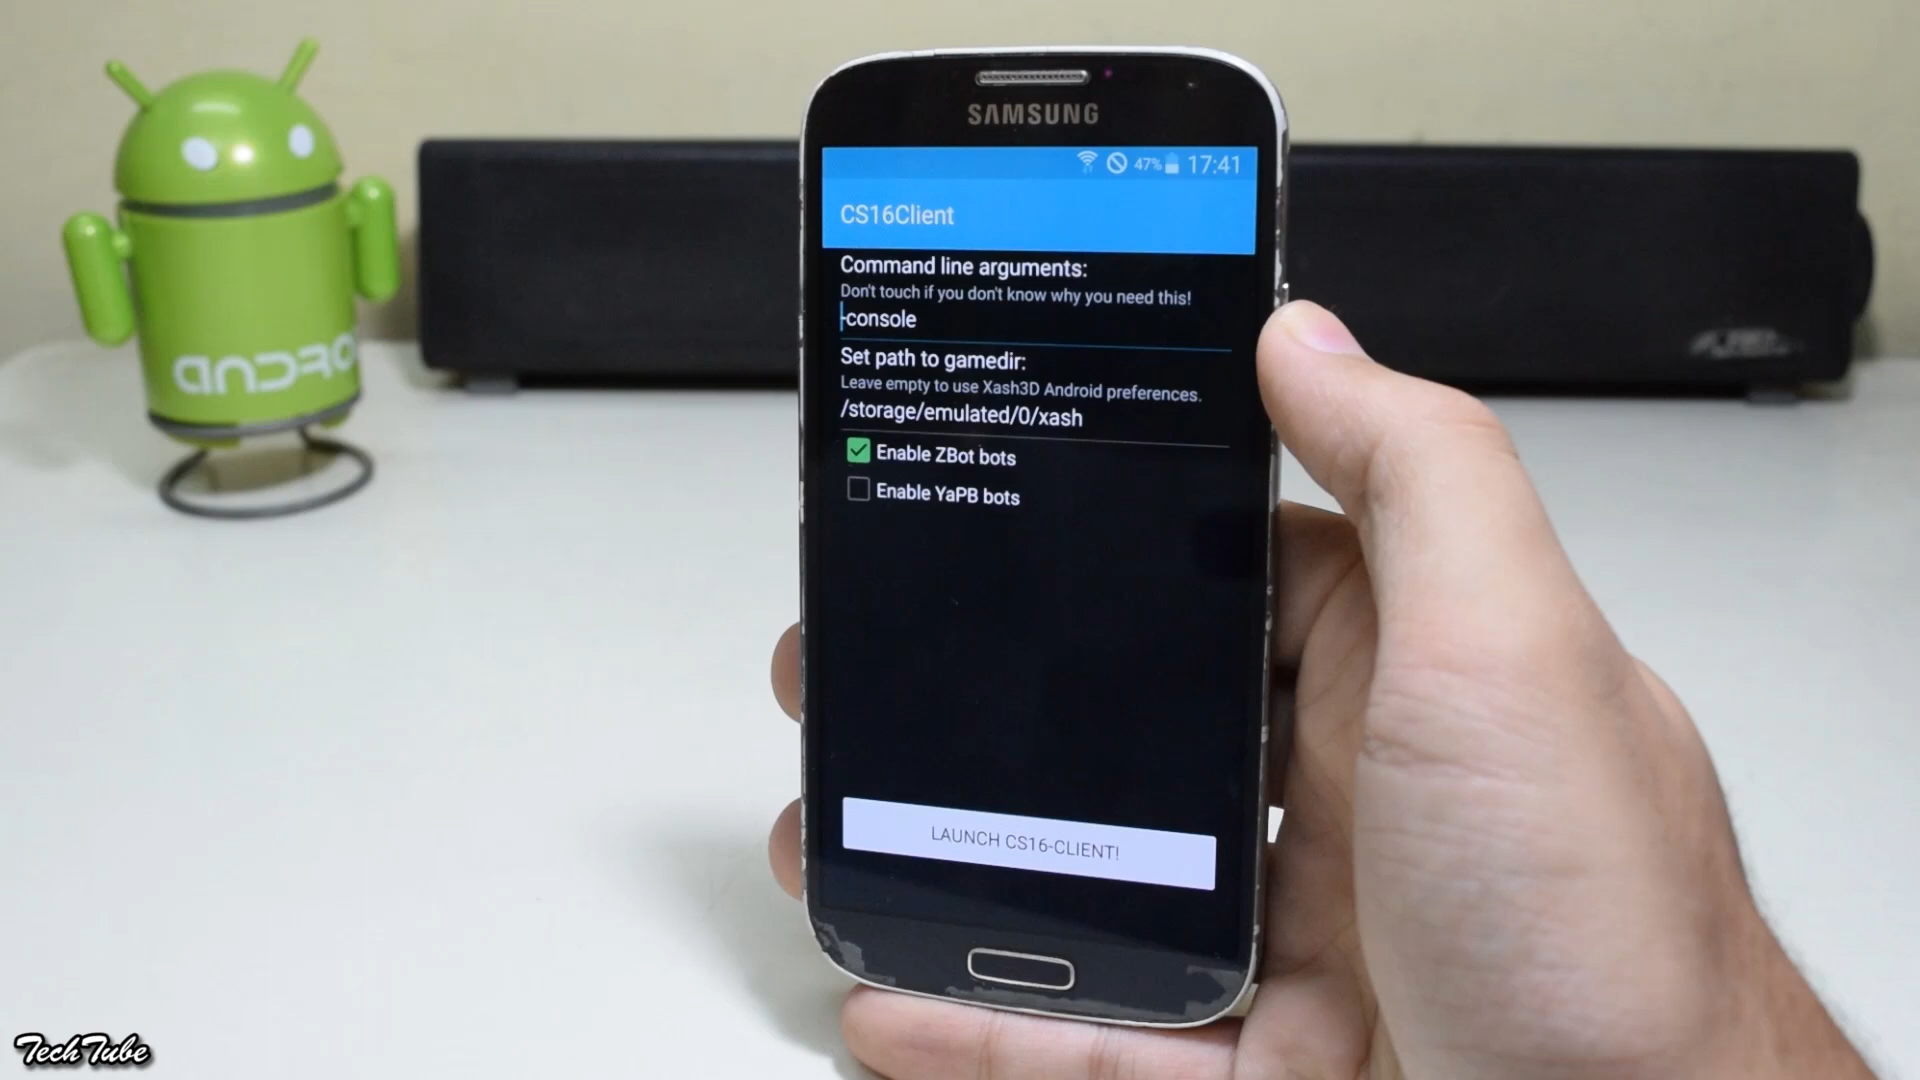 SAMSUNG
47% 17:41
CS16Client
Command line arguments:
Don't touch if you don't know why you need this!
-console
Set path to gamedir:
Leave empty to use Xash3D Android preferences.
/storage/emulated/0/xash
Enable ZBot bots
Enable YaPB bots
LAUNCH CS16-CLIENT!
ANDRO
TechTube